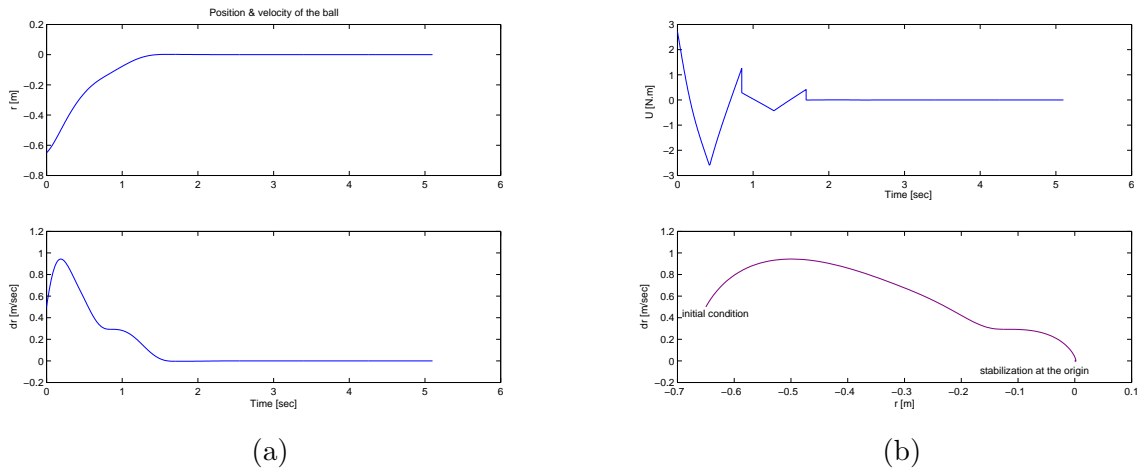 Position & velocity of the ball
0.2
0
−0.2
−0.4
−0.6
−0.8
r [m]
0 1 2 3 4 5 6
1.2
1
0.8
0.6
0.4
0.2
0
−0.2
dr [m/sec]
0 1 2 3 4 5 6
Time [sec]
(a)
3
2
1
0
−1
−2
−3
U [N.m]
0 1 2 3 4 5 6
Time [sec]
1.2
1
0.8
0.6
0.4
0.2
0
−0.2
dr [m/sec]
initial condition
stabilization at the origin
−0.7 −0.6 −0.5 −0.4 −0.3 −0.2 −0.1 0 0.1
r [m]
(b)